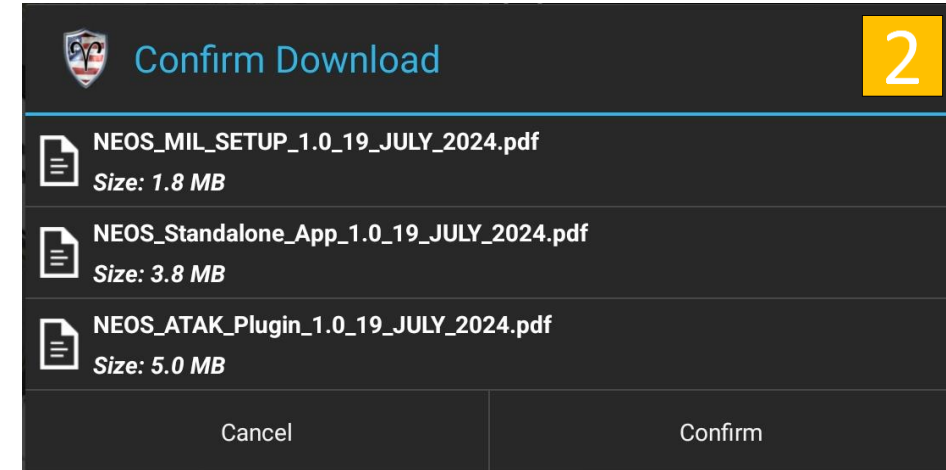 Confirm Download
2
NEOS_MIL_SETUP_1.0_19_JULY_2024.pdf
Size: 1.8 MB
NEOS_Standalone_App_1.0_19_JULY_2024.pdf
Size: 3.8 MB
NEOS_ATAK_Plugin_1.0_19_JULY_2024.pdf
Size: 5.0 MB
Cancel
Confirm